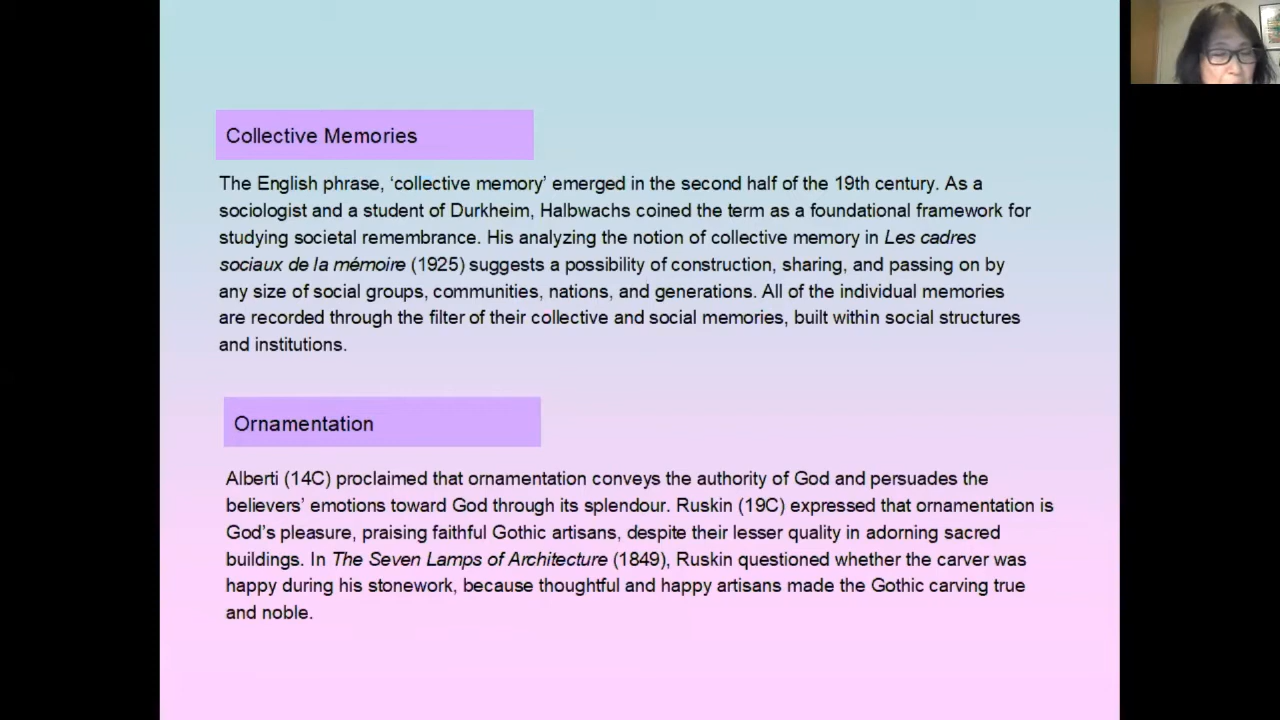 Collective Memories
The English phrase, ‘collective memory’ emerged in the second half of the 19th century. As a
sociologist and a student of Durkheim, Halbwachs coined the term as a foundational framework for
studying societal remembrance. His analyzing the notion of collective memory in Les cadres
sociaux de la mémoire (1925) suggests a possibility of construction, sharing, and passing on by
any size of social groups, communities, nations, and generations. All of the individual memories
are recorded through the filter of their collective and social memories, built within social structures
and institutions.
Ornamentation
Alberti (14C) proclaimed that ornamentation conveys the authority of God and persuades the
believers’ emotions toward God through its splendour. Ruskin (19C) expressed that ornamentation is
God’s pleasure, praising faithful Gothic artisans, despite their lesser quality in adorning sacred
buildings. In The Seven Lamps of Architecture (1849), Ruskin questioned whether the carver was
happy during his stonework, because thoughtful and happy artisans made the Gothic carving true
and noble.